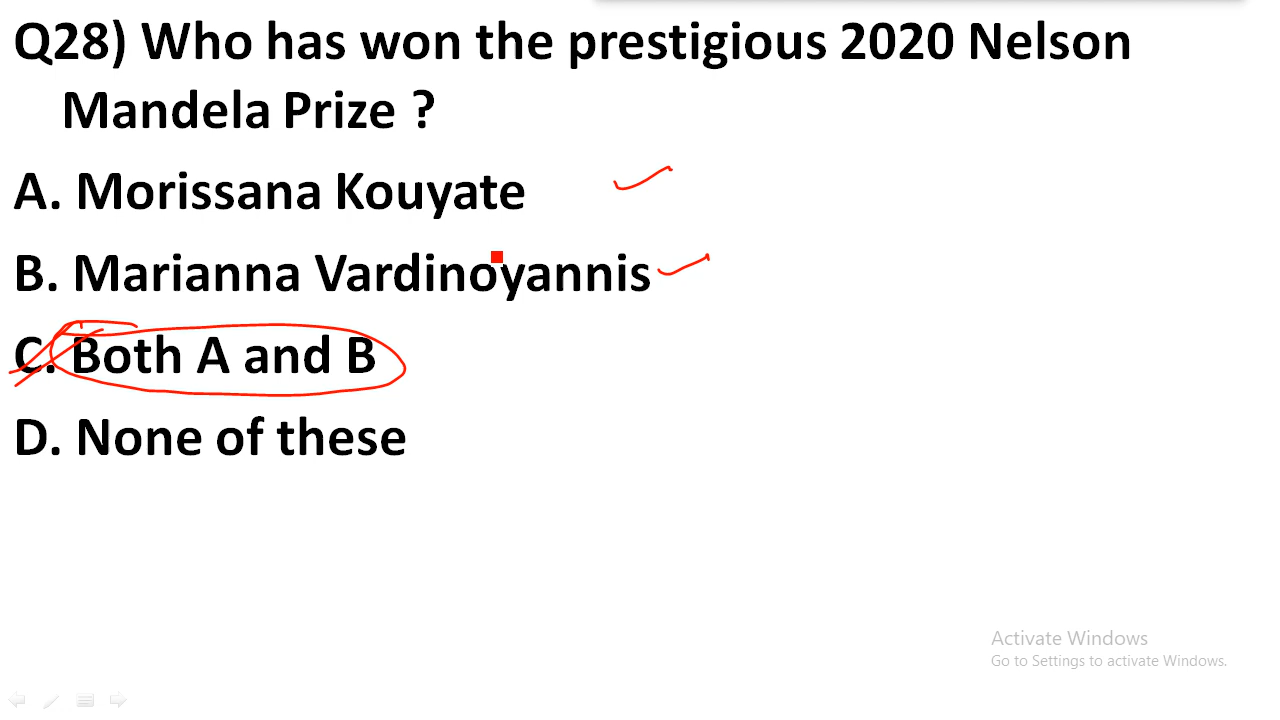 Q28) Who has won the prestigious 2020 Nelson
Mandela Prize ?
A. Morissana Kouyate
B. Marianna Vardinoyannis
C. Both A and B
D. None of these
Activate Windows
Go to Settings to activate Windows.